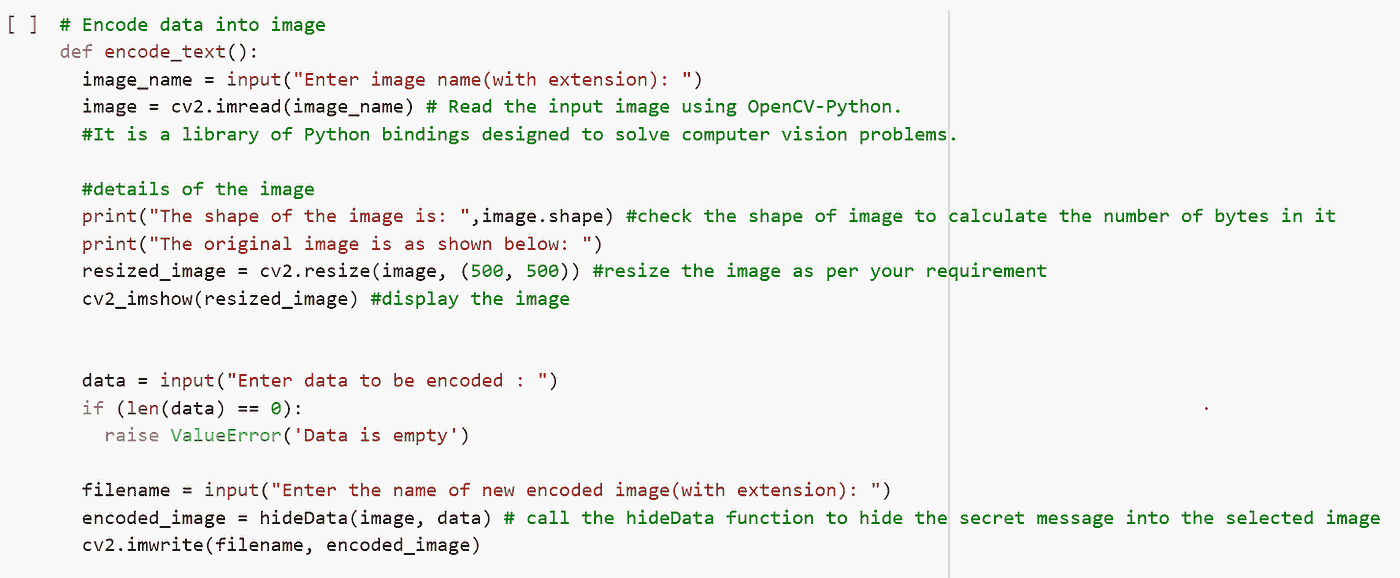 [ ] # Encode data into image
def encode_text():
  image_name = input("Enter image name(with extension): ")
  image = cv2.imread(image_name) # Read the input image using OpenCV-Python.
  #It is a library of Python bindings designed to solve computer vision problems.
  #details of the image
  print("The shape of the image is: ",image.shape) #check the shape of image to calculate the number of bytes in it
  print("The original image is as shown below: ")
  resized_image = cv2.resize(image, (500, 500)) #resize the image as per your requirement
  cv2_imshow(resized_image) #display the image
  data = input("Enter data to be encoded : ")
  if (len(data) == 0):
    raise ValueError('Data is empty')
  filename = input("Enter the name of new encoded image(with extension): ")
  encoded_image = hideData(image, data) # call the hideData function to hide the secret message into the selected image
  cv2.imwrite(filename, encoded_image)